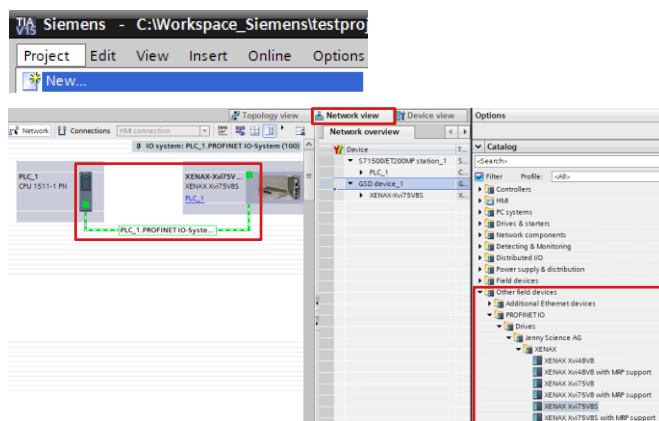 TIA V15 Siemens - C:\Workspace_Siemens\testproj
Project Edit View Insert Online Options
New...
Topology view Network view Device view Options
Network Connections HMI connection Network overview
IO system: PLC_1.PROFINET IO-System (100) Device T... Catalog
S71500/ET200MP station_1 S... <Search>
PLC_1 XENAX-Xvi75V... PLC_1 C... Filter Profile: <All>
CPU 1511-1 PN XENAX-Xvi75V8S GSD device_1 G... Controllers
PLC_1 XENAX-Xvi75V8S X... HMI
PC systems
PLC_1.PROFINET IO-Syste... Drives & starters
Network components
Detecting & Monitoring
Distributed I/O
Power supply & distribution
Field devices
Other field devices
Additional Ethernet devices
PROFINET IO
Drives
Jenny Science AG
XENAX
XENAX Xvi48V8
XENAX Xvi48V8 with MRP support
XENAX Xvi75V8
XENAX Xvi75V8 with MRP support
XENAX Xvi75V8S
XENAX Xvi75V8S with MRP support